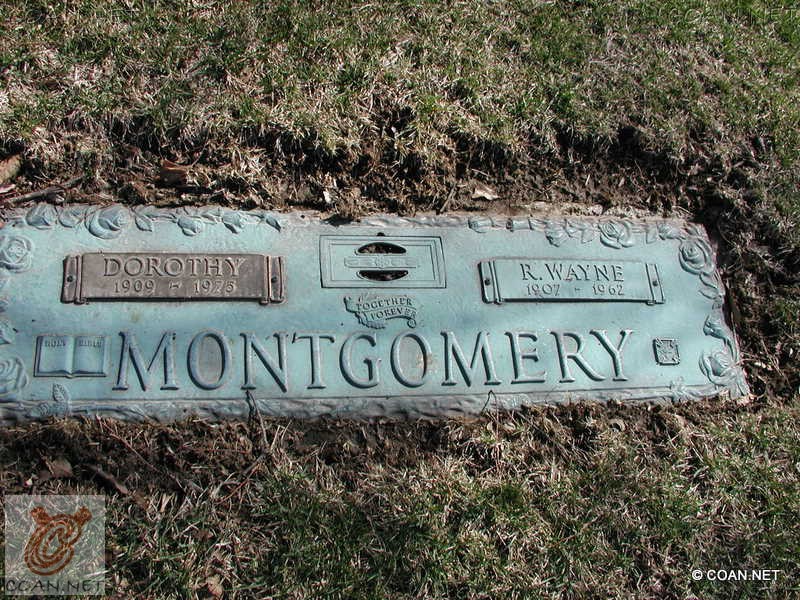 DOROTHY
1909 - 1975
TOGETHER
FOREVER
R. WAYNE
1907 - 1962
HOLY BIBLE
MONTGOMERY
COAN.NET
© COAN.NET